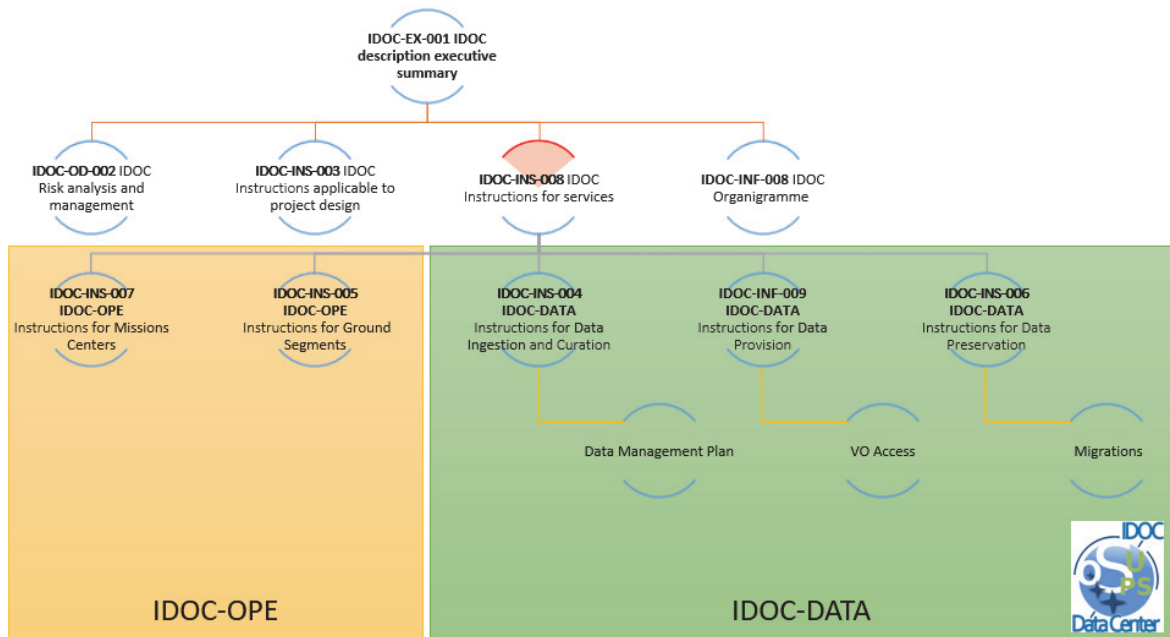 IDOC-EX-001 IDOC
description executive
summary
IDOC-OD-002 IDOC
Risk analysis and
management
IDOC-INS-003 IDOC
Instructions applicable to
project design
IDOC-INS-008 IDOC
Instructions for services
IDOC-INF-008 IDOC
Organigramme
IDOC-INS-007
IDOC-OPE
Instructions for Missions
Centers
IDOC-INS-005
IDOC-OPE
Instructions for Ground
Segments
IDOC-INS-004
IDOC-DATA
Instructions for Data
Ingestion and Curation
IDOC-INF-009
IDOC-DATA
Instructions for Data
Provision
IDOC-INS-006
IDOC-DATA
Instructions for Data
Preservation
Data Management Plan
VO Access
Migrations
IDOC-OPE
IDOC-DATA
IDOC
OSUPS
Data Center